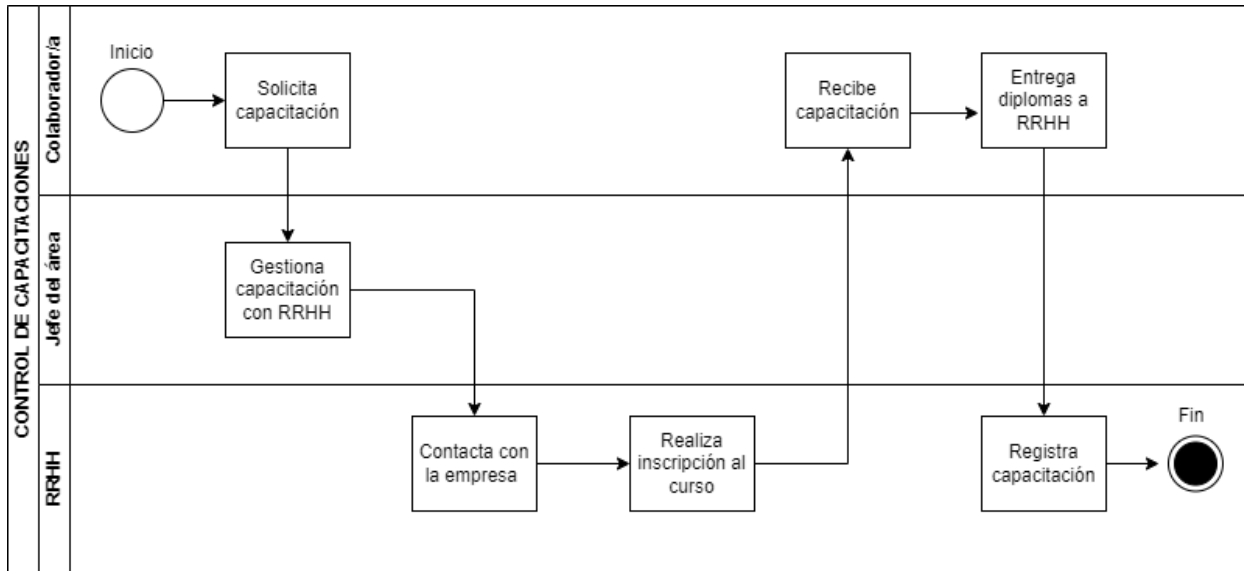 CONTROL DE CAPACITACIONES
Colaborador/a
Inicio
Solicita
capacitación
Recibe
capacitación
Entrega
diplomas a
RRHH
Jefe del área
Gestiona
capacitación
con RRHH
RRHH
Contacta con
la empresa
Realiza
inscripción al
curso
Registra
capacitación
Fin